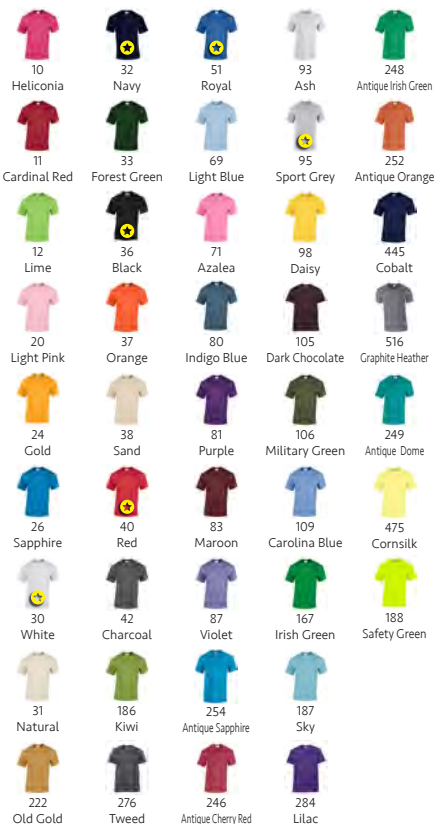 10
Heliconia
32
Navy
51
Royal
93
Ash
248
Antique Irish Green
11
Cardinal Red
33
Forest Green
69
Light Blue
95
Sport Grey
252
Antique Orange
12
Lime
36
Black
71
Azalea
98
Daisy
445
Cobalt
20
Light Pink
37
Orange
80
Indigo Blue
105
Dark Chocolate
516
Graphite Heather
24
Gold
38
Sand
81
Purple
106
Military Green
249
Antique Dome
26
Sapphire
40
Red
83
Maroon
109
Carolina Blue
475
Cornsilk
30
White
42
Charcoal
87
Violet
167
Irish Green
188
Safety Green
31
Natural
186
Kiwi
254
Antique Sapphire
187
Sky
222
Old Gold
276
Tweed
246
Antique Cherry Red
284
Lilac